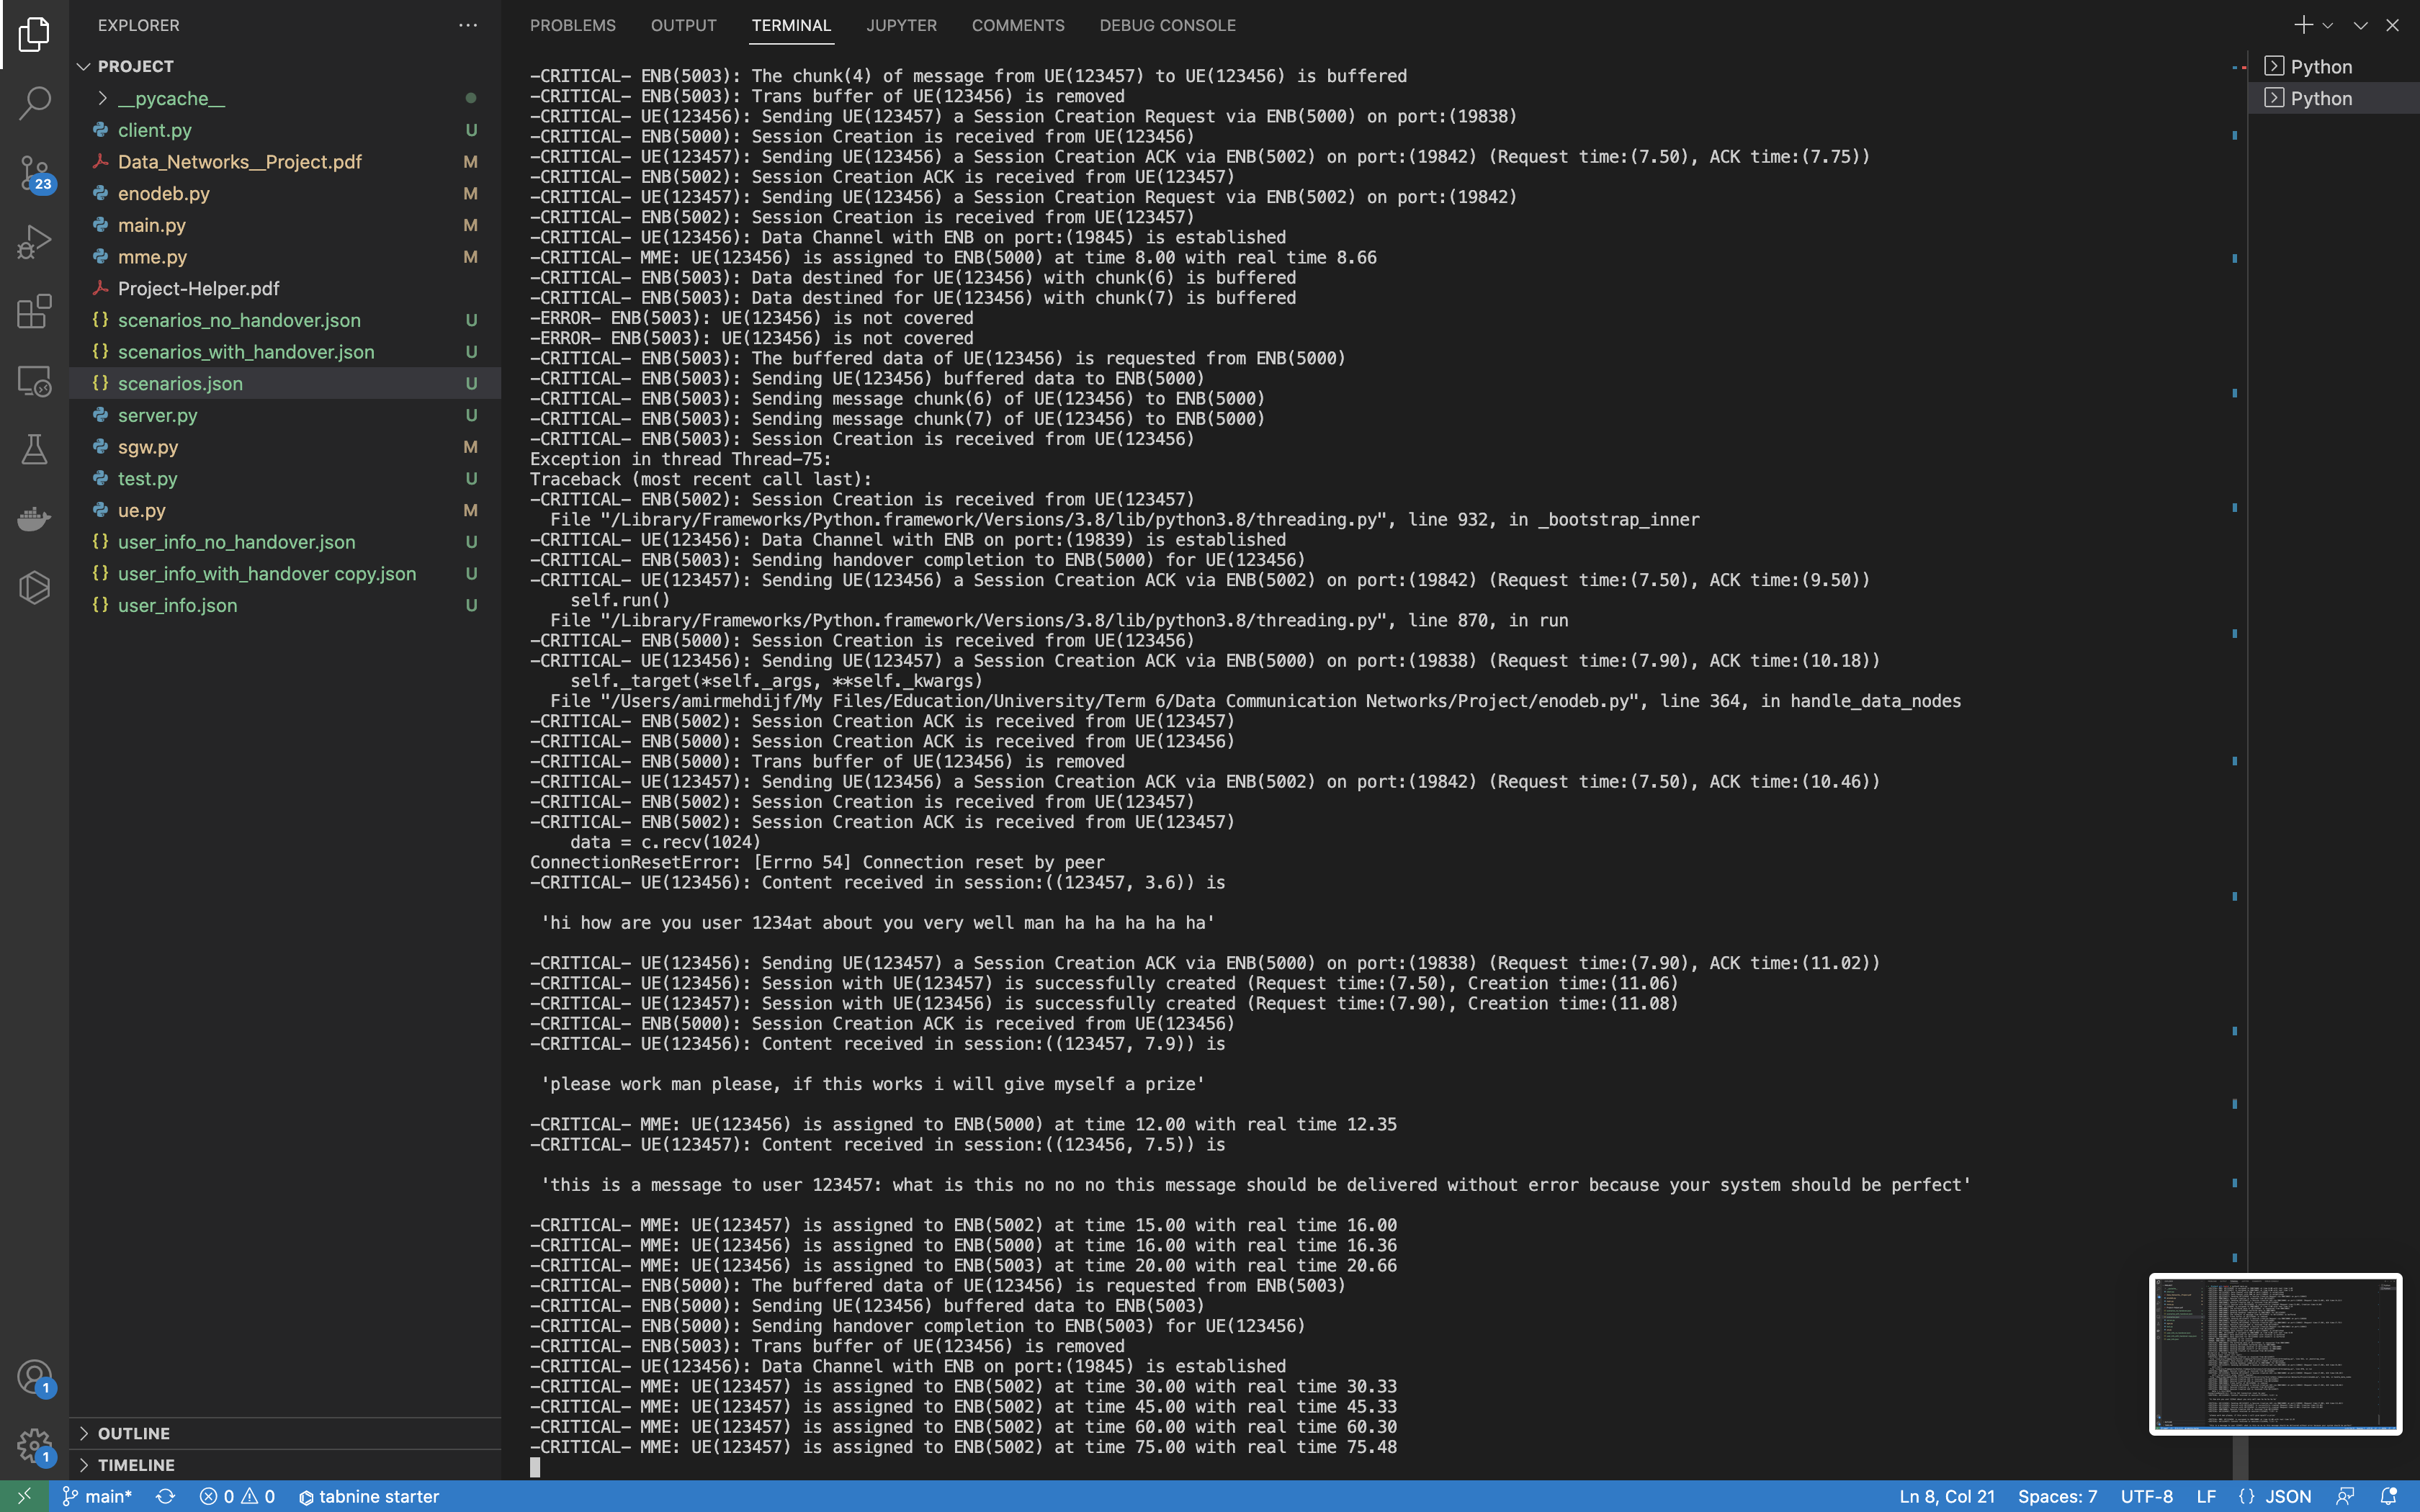 EXPLORER
PROJECT
__pycache__
client.py U
Data_Networks__Project.pdf M
enodeb.py M
main.py M
mme.py M
Project-Helper.pdf
scenarios_no_handover.json U
scenarios_with_handover.json U
scenarios.json U
server.py U
sgw.py M
test.py U
ue.py M
user_info_no_handover.json U
user_info_with_handover copy.json U
user_info.json U
23
1
1
OUTLINE
TIMELINE
PROBLEMS OUTPUT TERMINAL JUPYTER COMMENTS DEBUG CONSOLE
Python
Python
-CRITICAL- ENB(5003): The chunk(4) of message from UE(123457) to UE(123456) is buffered
-CRITICAL- ENB(5003): Trans buffer of UE(123456) is removed
-CRITICAL- UE(123456): Sending UE(123457) a Session Creation Request via ENB(5000) on port:(19838)
-CRITICAL- ENB(5000): Session Creation is received from UE(123456)
-CRITICAL- UE(123457): Sending UE(123456) a Session Creation ACK via ENB(5002) on port:(19842) (Request time:(7.50), ACK time:(7.75))
-CRITICAL- ENB(5002): Session Creation ACK is received from UE(123457)
-CRITICAL- UE(123457): Sending UE(123456) a Session Creation Request via ENB(5002) on port:(19842)
-CRITICAL- ENB(5002): Session Creation is received from UE(123457)
-CRITICAL- UE(123456): Data Channel with ENB on port:(19845) is established
-CRITICAL- MME: UE(123456) is assigned to ENB(5000) at time 8.00 with real time 8.66
-CRITICAL- ENB(5003): Data destined for UE(123456) with chunk(6) is buffered
-CRITICAL- ENB(5003): Data destined for UE(123456) with chunk(7) is buffered
-ERROR- ENB(5003): UE(123456) is not covered
-ERROR- ENB(5003): UE(123456) is not covered
-CRITICAL- ENB(5003): The buffered data of UE(123456) is requested from ENB(5000)
-CRITICAL- ENB(5003): Sending UE(123456) buffered data to ENB(5000)
-CRITICAL- ENB(5003): Sending message chunk(6) of UE(123456) to ENB(5000)
-CRITICAL- ENB(5003): Sending message chunk(7) of UE(123456) to ENB(5000)
-CRITICAL- ENB(5003): Session Creation is received from UE(123456)
Exception in thread Thread-75:
Traceback (most recent call last):
-CRITICAL- ENB(5002): Session Creation is received from UE(123457)
File "/Library/Frameworks/Python.framework/Versions/3.8/lib/python3.8/threading.py", line 932, in _bootstrap_inner
-CRITICAL- UE(123456): Data Channel with ENB on port:(19839) is established
-CRITICAL- ENB(5003): Sending handover completion to ENB(5000) for UE(123456)
-CRITICAL- UE(123457): Sending UE(123456) a Session Creation ACK via ENB(5002) on port:(19842) (Request time:(7.50), ACK time:(9.50))
self.run()
File "/Library/Frameworks/Python.framework/Versions/3.8/lib/python3.8/threading.py", line 870, in run
-CRITICAL- ENB(5000): Session Creation is received from UE(123456)
-CRITICAL- UE(123456): Sending UE(123457) a Session Creation ACK via ENB(5000) on port:(19838) (Request time:(7.90), ACK time:(10.18))
self._target(*self._args, **self._kwargs)
File "/Users/amirmehdijf/My Files/Education/University/Term 6/Data Communication Networks/Project/enodeb.py", line 364, in handle_data_nodes
-CRITICAL- ENB(5002): Session Creation ACK is received from UE(123457)
-CRITICAL- ENB(5000): Session Creation ACK is received from UE(123456)
-CRITICAL- ENB(5000): Trans buffer of UE(123456) is removed
-CRITICAL- UE(123457): Sending UE(123456) a Session Creation ACK via ENB(5002) on port:(19842) (Request time:(7.50), ACK time:(10.46))
-CRITICAL- ENB(5002): Session Creation is received from UE(123457)
-CRITICAL- ENB(5002): Session Creation ACK is received from UE(123457)
data = c.recv(1024)
ConnectionResetError: [Errno 54] Connection reset by peer
-CRITICAL- UE(123456): Content received in session:((123457, 3.6)) is
'hi how are you user 1234at about you very well man ha ha ha ha ha'
-CRITICAL- UE(123456): Sending UE(123457) a Session Creation ACK via ENB(5000) on port:(19838) (Request time:(7.90), ACK time:(11.02))
-CRITICAL- UE(123456): Session with UE(123457) is successfully created (Request time:(7.50), Creation time:(11.06)
-CRITICAL- UE(123457): Session with UE(123456) is successfully created (Request time:(7.90), Creation time:(11.08)
-CRITICAL- ENB(5000): Session Creation ACK is received from UE(123456)
-CRITICAL- UE(123456): Content received in session:((123457, 7.9)) is
'please work man please, if this works i will give myself a prize'
-CRITICAL- MME: UE(123456) is assigned to ENB(5000) at time 12.00 with real time 12.35
-CRITICAL- UE(123457): Content received in session:((123456, 7.5)) is
'this is a message to user 123457: what is this no no no this message should be delivered without error because your system should be perfect'
-CRITICAL- MME: UE(123457) is assigned to ENB(5002) at time 15.00 with real time 16.00
-CRITICAL- MME: UE(123456) is assigned to ENB(5000) at time 16.00 with real time 16.36
-CRITICAL- MME: UE(123456) is assigned to ENB(5003) at time 20.00 with real time 20.66
-CRITICAL- ENB(5000): The buffered data of UE(123456) is requested from ENB(5003)
-CRITICAL- ENB(5000): Sending UE(123456) buffered data to ENB(5003)
-CRITICAL- ENB(5000): Sending handover completion to ENB(5003) for UE(123456)
-CRITICAL- ENB(5003): Trans buffer of UE(123456) is removed
-CRITICAL- UE(123456): Data Channel with ENB on port:(19845) is established
-CRITICAL- MME: UE(123457) is assigned to ENB(5002) at time 30.00 with real time 30.33
-CRITICAL- MME: UE(123457) is assigned to ENB(5002) at time 45.00 with real time 45.33
-CRITICAL- MME: UE(123457) is assigned to ENB(5002) at time 60.00 with real time 60.30
-CRITICAL- MME: UE(123457) is assigned to ENB(5002) at time 75.00 with real time 75.48
main* 0 0 tabnine starter Ln 8, Col 21 Spaces: 7 UTF-8 LF {} JSON